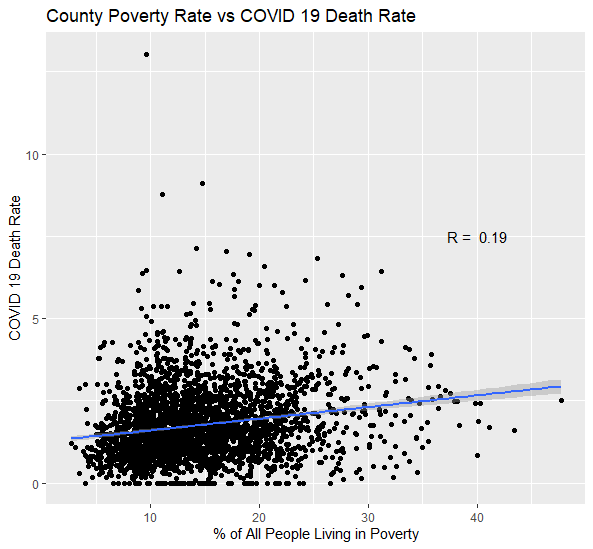 County Poverty Rate vs COVID 19 Death Rate
COVID 19 Death Rate
10
5
0
R = 0.19
10 20 30 40
% of All People Living in Poverty